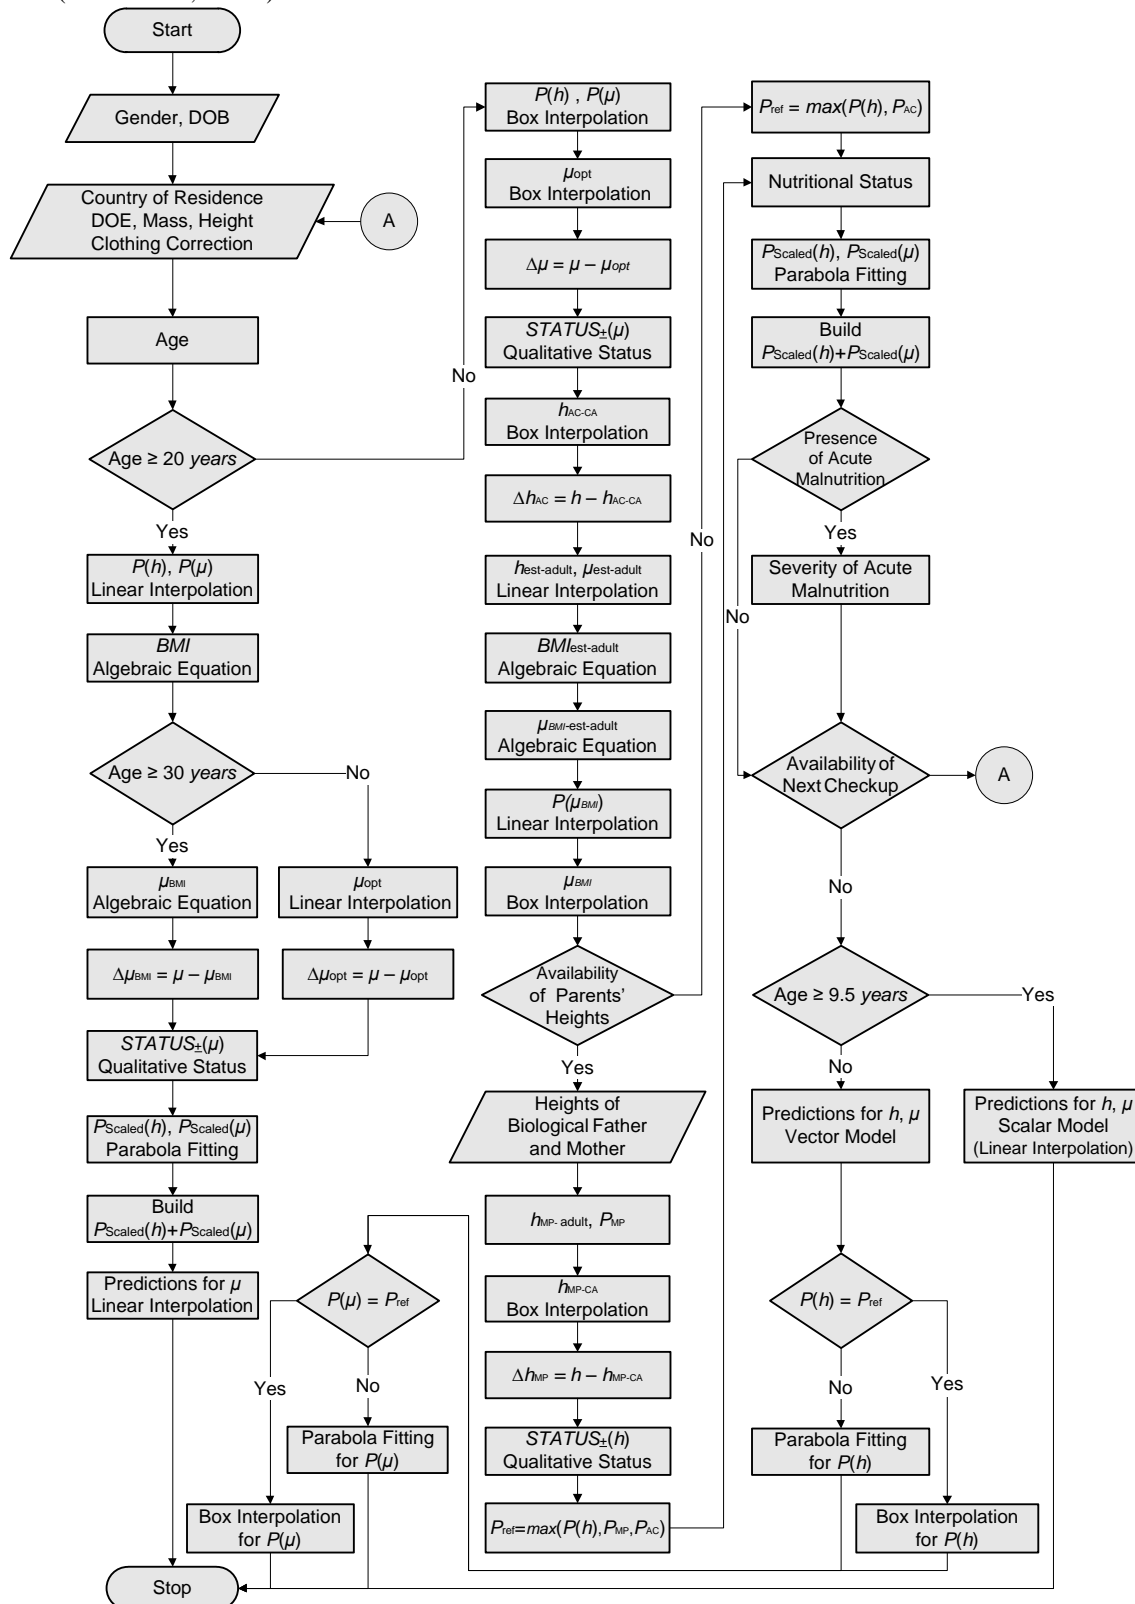 Start
Gender, DOB
Country of Residence
DOE, Mass, Height
Clothing Correction
A
Age
Age ≥ 20 years
No
Yes
P(h), P(µ)
Linear Interpolation
BMI
Algebraic Equation
Age ≥ 30 years
No
Yes
µBMI
Algebraic Equation
µopt
Linear Interpolation
ΔµBMI = µ – µBMI
Δµopt = µ – µopt
STATUS±(µ)
Qualitative Status
PScaled(h), PScaled(µ)
Parabola Fitting
Build
PScaled(h)+PScaled(µ)
Predictions for µ
Linear Interpolation
P(µ) = Pref
Yes
No
Parabola Fitting
for P(µ)
Box Interpolation
for P(µ)
Stop
P(h) , P(µ)
Box Interpolation
µopt
Box Interpolation
Δµ = µ – µopt
STATUS±(µ)
Qualitative Status
hAC-CA
Box Interpolation
ΔhAC = h – hAC-CA
hest-adult, µest-adult
Linear Interpolation
BMIest-adult
Algebraic Equation
µBMI-est-adult
Algebraic Equation
P(µBMI)
Linear Interpolation
µBMI
Box Interpolation
Availability
of Parents'
Heights
No
Yes
Heights of
Biological Father
and Mother
hMP- adult, PMP
hMP-CA
Box Interpolation
ΔhMP = h – hMP-CA
STATUS±(h)
Qualitative Status
Pref=max(P(h),PMP,PAC)
Pref = max(P(h), PAC)
Nutritional Status
PScaled(h), PScaled(µ)
Parabola Fitting
Build
PScaled(h)+PScaled(µ)
Presence
of Acute
Malnutrition
Yes
No
Severity of Acute
Malnutrition
Availability of
Next Checkup
A
No
Age ≥ 9.5 years
Yes
No
Predictions for h, µ
Vector Model
Predictions for h, µ
Scalar Model
(Linear Interpolation)
P(h) = Pref
No
Yes
Parabola Fitting
for P(h)
Box Interpolation
for P(h)